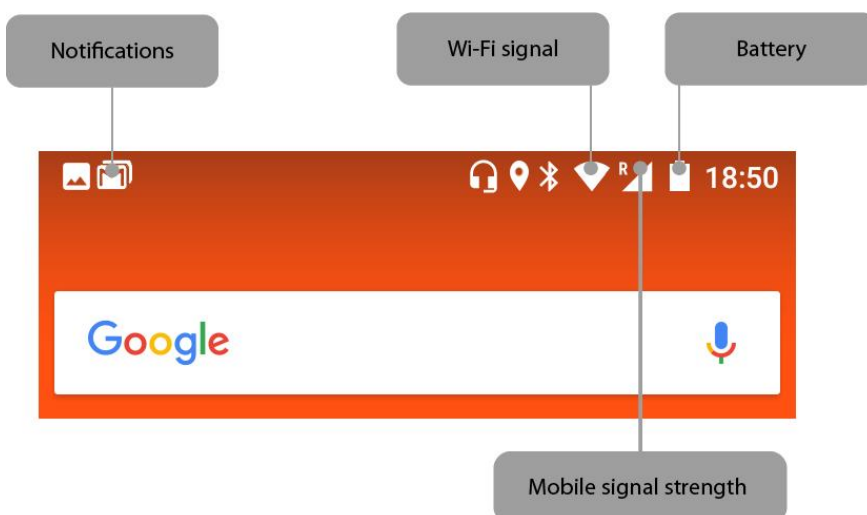 Notifications
Wi-Fi signal
Battery
R
18:50
Google
Mobile signal strength